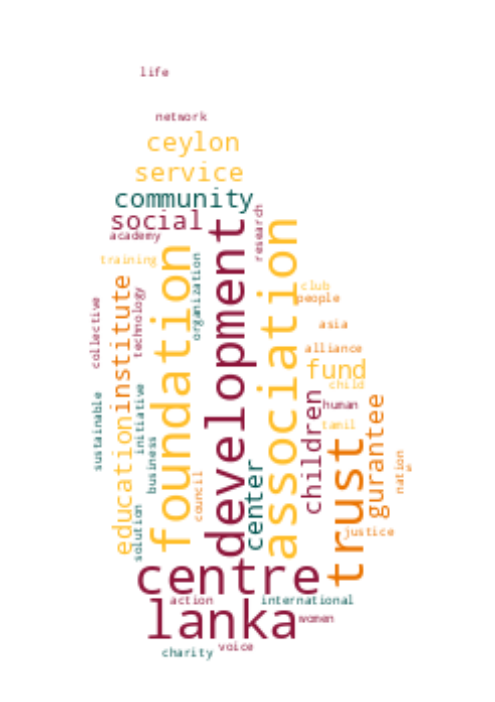 life
network
ceylon
service
community
social
academy
research
development
association
foundation
training
organization
institute
technology
collective
club
people
asia
alliance
fund
child
human
children
tamil
gurantee
sustainable
initiative
education
business
center
trust
council
nation
solution
justice
centre
action
international
lanka
women
voice
charity